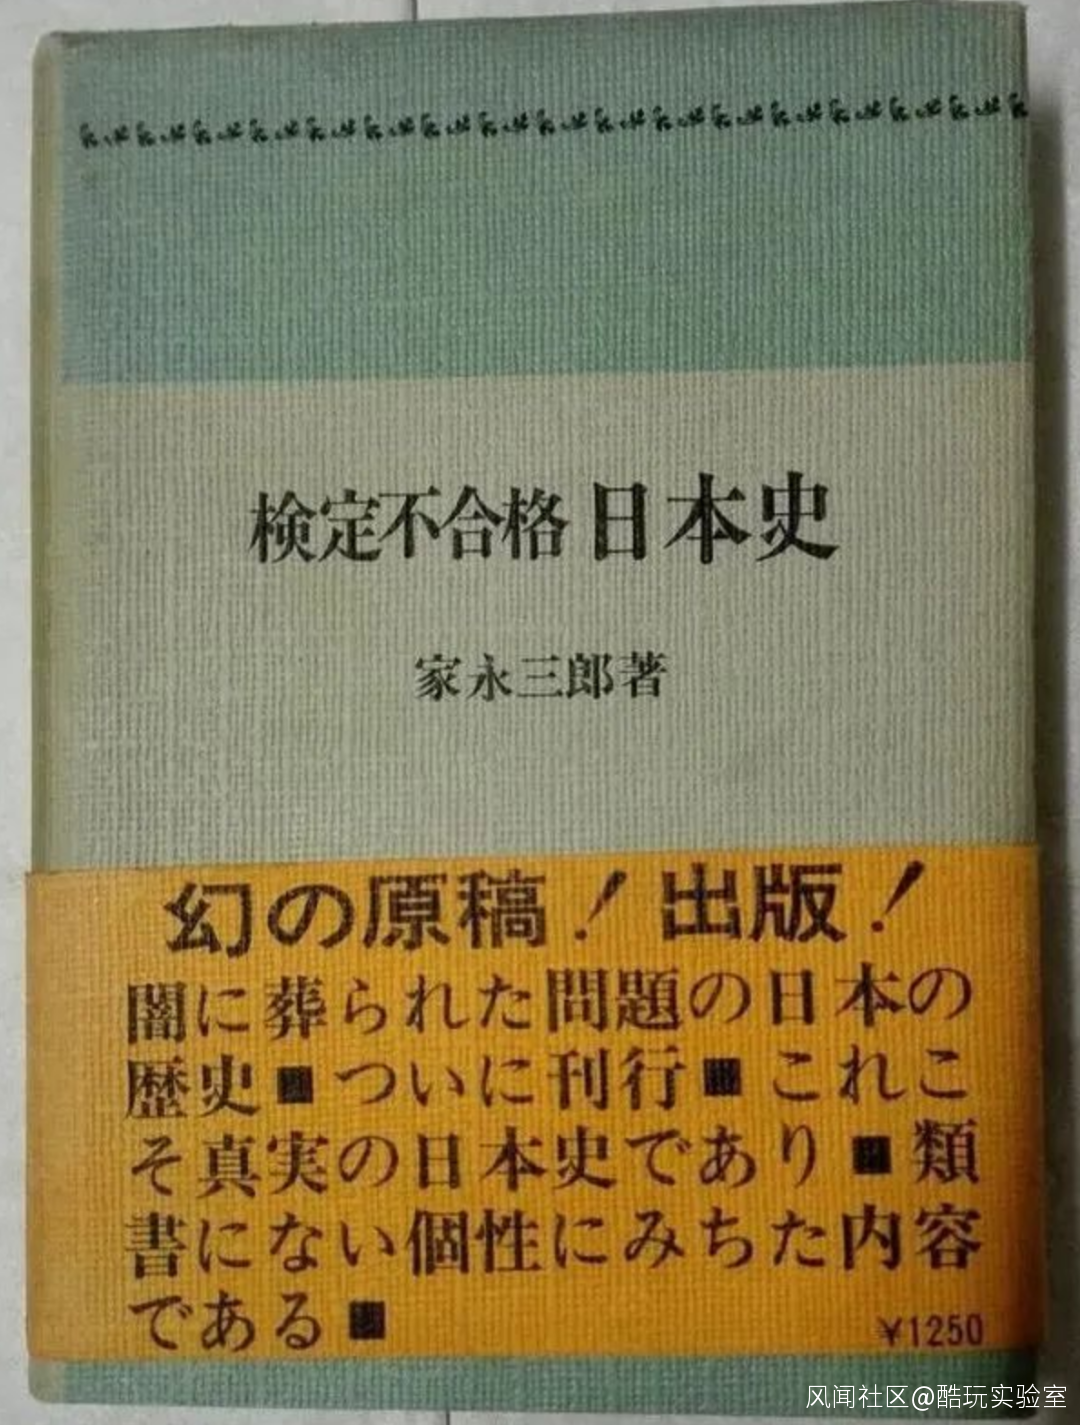 検定不合格 日本史
家永三郎著
幻の原稿！出版！
闇に葬られた問題の日本の
歴史■ついに刊行■これこ
そ真実の日本史であり■類
書にない個性にみちた内容
である■
¥1250
风闻社区@酷玩实验室